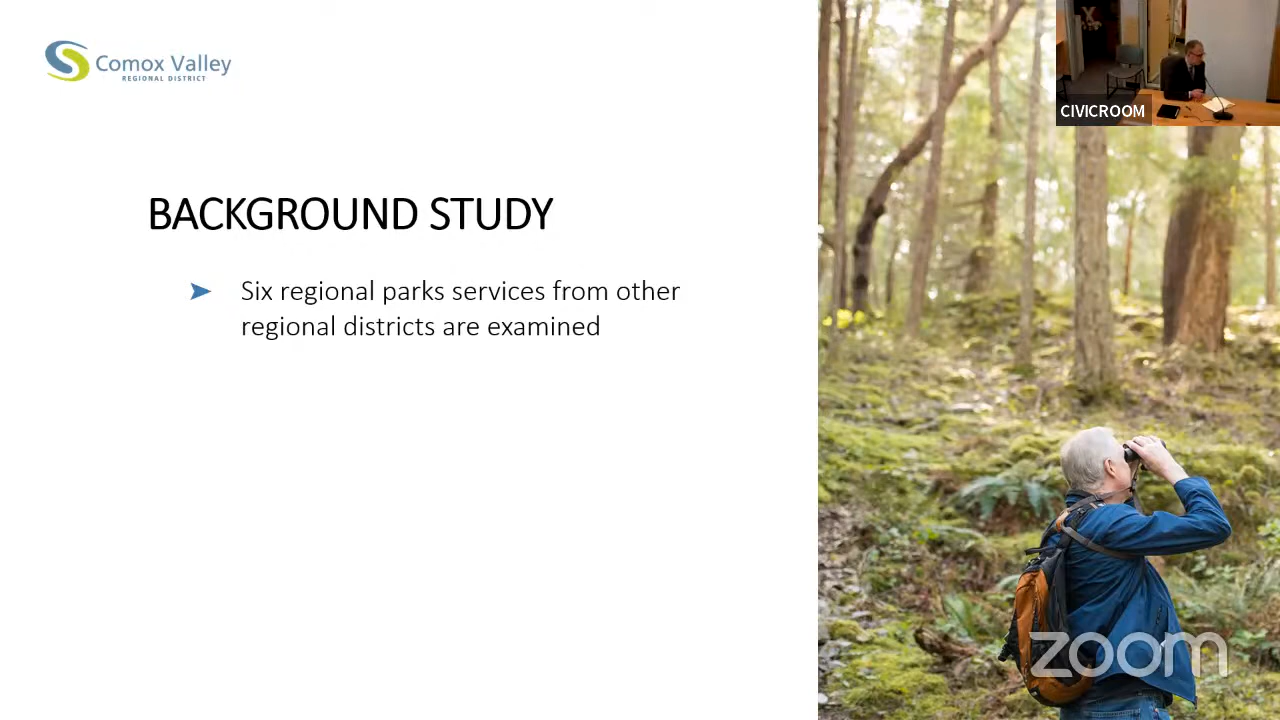 Comox Valley
REGIONAL DISTRICT
CIVICROOM
BACKGROUND STUDY
Six regional parks services from other
regional districts are examined
zoom